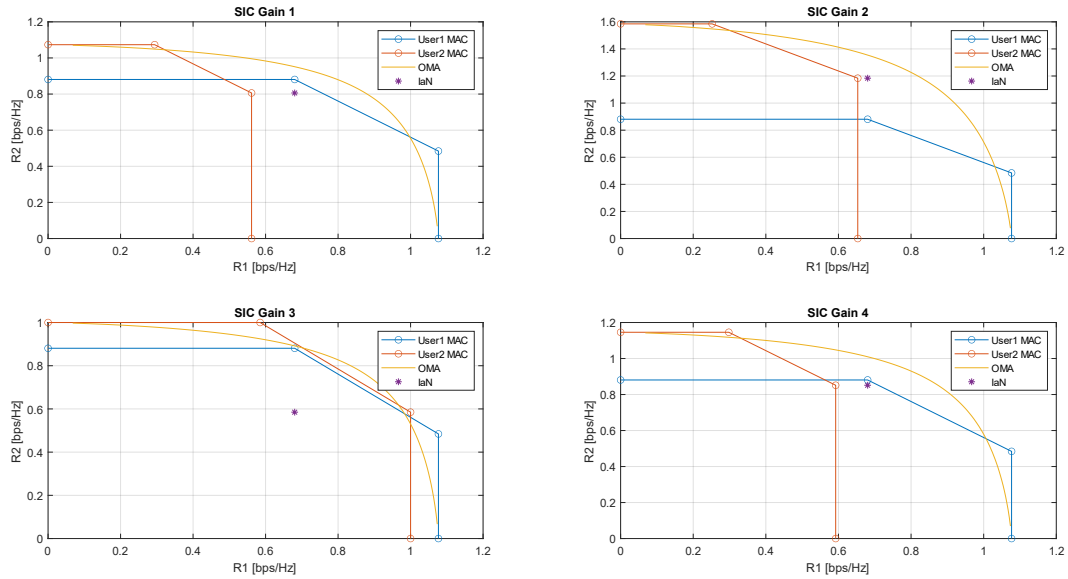 SIC Gain 1
1.2
1
0.8
0.6
0.4
0.2
0
R2 [bps/Hz]
User1 MAC
User2 MAC
OMA
IaN
0 0.2 0.4 0.6 0.8 1 1.2
R1 [bps/Hz]
SIC Gain 2
1.6
1.4
1.2
1
0.8
0.6
0.4
0.2
0
R2 [bps/Hz]
User1 MAC
User2 MAC
OMA
IaN
0 0.2 0.4 0.6 0.8 1 1.2
R1 [bps/Hz]
SIC Gain 3
1
0.8
0.6
0.4
0.2
0
R2 [bps/Hz]
User1 MAC
User2 MAC
OMA
IaN
0 0.2 0.4 0.6 0.8 1 1.2
R1 [bps/Hz]
SIC Gain 4
1.2
1
0.8
0.6
0.4
0.2
0
R2 [bps/Hz]
User1 MAC
User2 MAC
OMA
IaN
0 0.2 0.4 0.6 0.8 1 1.2
R1 [bps/Hz]